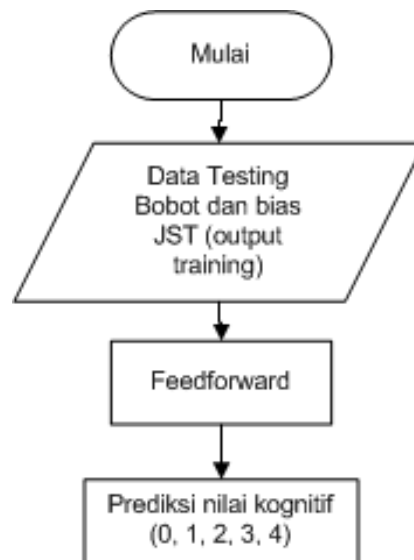 Mulai
Data Testing
Bobot dan bias
JST (output
training)
Feedforward
Prediksi nilai kognitif
(0, 1, 2, 3, 4)